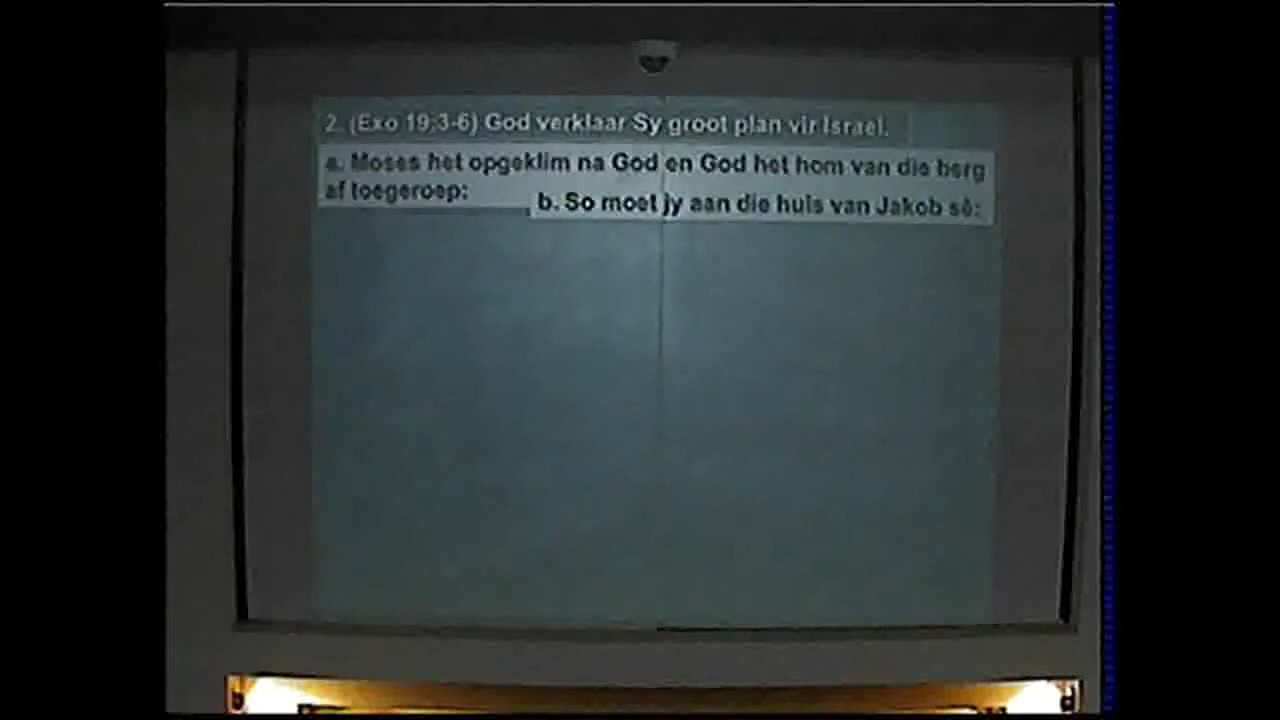 2. (Exo 19:3-6) God verklaar Sy groot plan vir Israel.
a. Moses het opgeklim na God en God het hom van die berg
af toegeroep:
b. So moet jy aan die huis van Jakob sê: